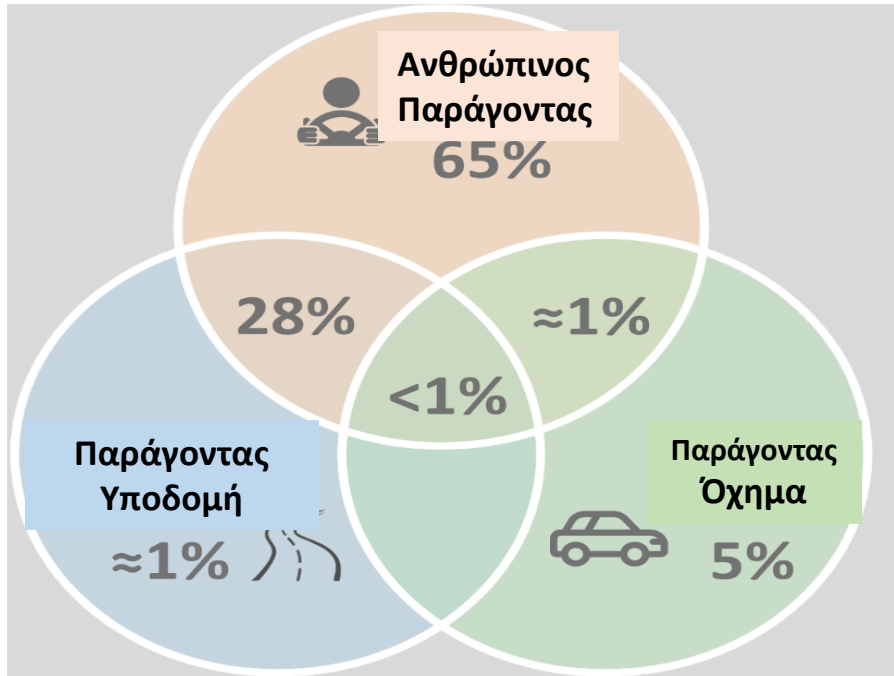 Ανθρώπινος
Παράγοντας
65%
28%
≈1%
<1%
Παράγοντας
Υποδομή
≈1%
Παράγοντας
Όχημα
5%